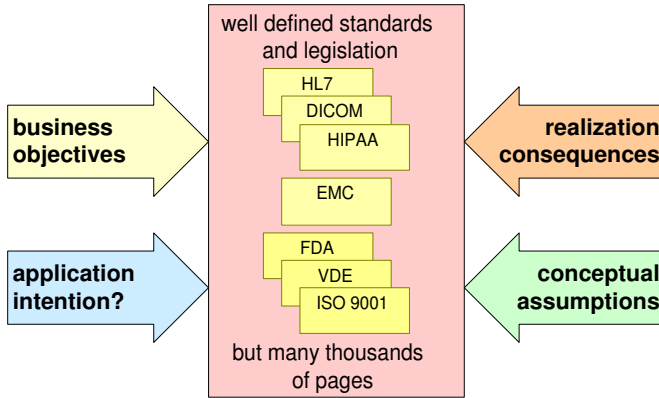 well defined standards
and legislation
HL7
DICOM
HIPAA
EMC
FDA
VDE
ISO 9001
but many thousands
of pages
business
objectives
application
intention?
realization
consequences
conceptual
assumptions